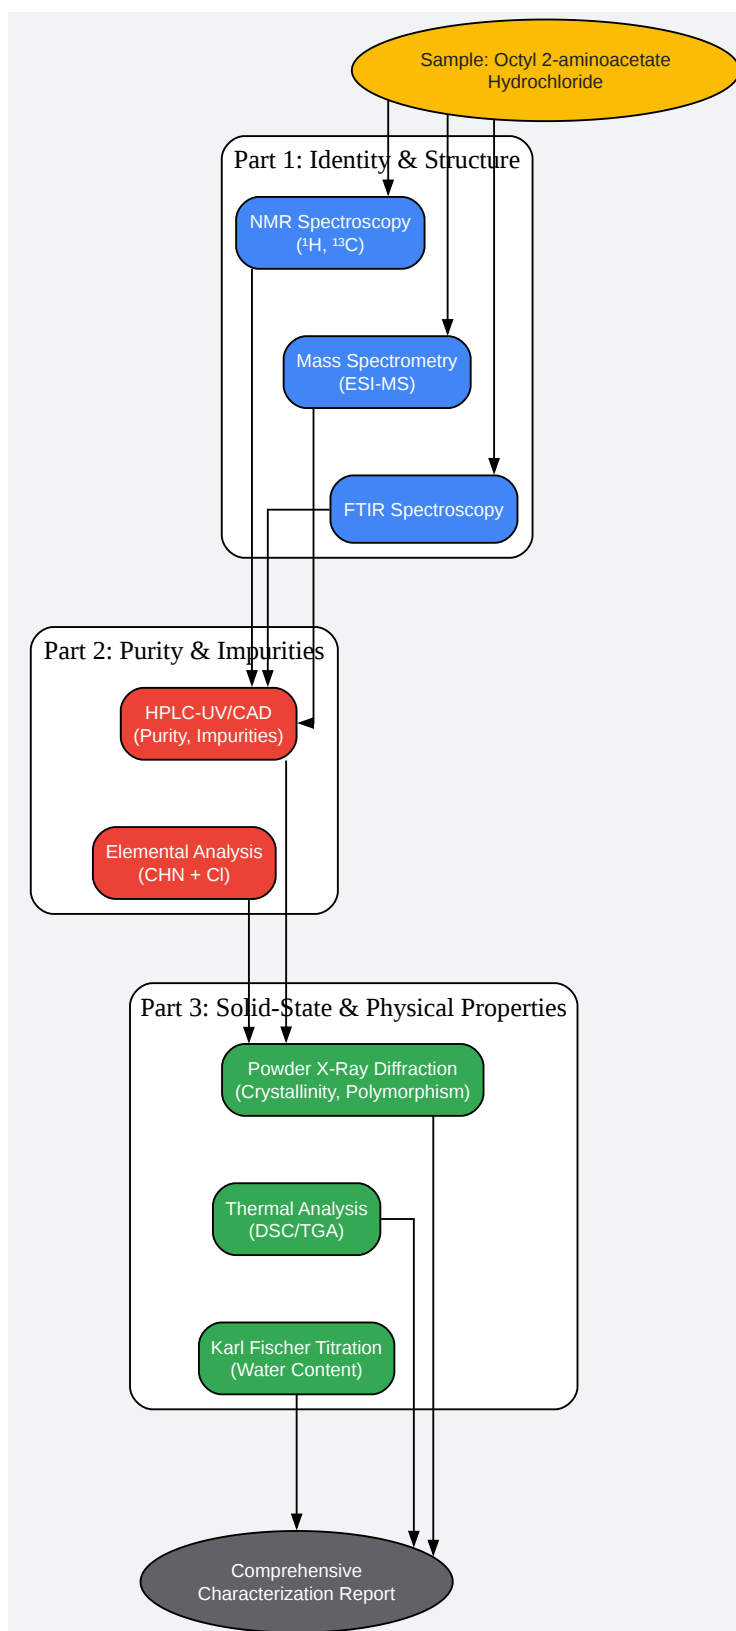 Sample: Octyl 2-aminoacetate
Hydrochloride
Part 1: Identity & Structure
NMR Spectroscopy
(¹H, ¹³C)
Mass Spectrometry
(ESI-MS)
FTIR Spectroscopy
Part 2: Purity & Impurities
HPLC-UV/CAD
(Purity, Impurities)
Elemental Analysis
(CHN + Cl)
Part 3: Solid-State & Physical Properties
Powder X-Ray Diffraction
(Crystallinity, Polymorphism)
Thermal Analysis
(DSC/TGA)
Karl Fischer Titration
(Water Content)
Comprehensive
Characterization Report